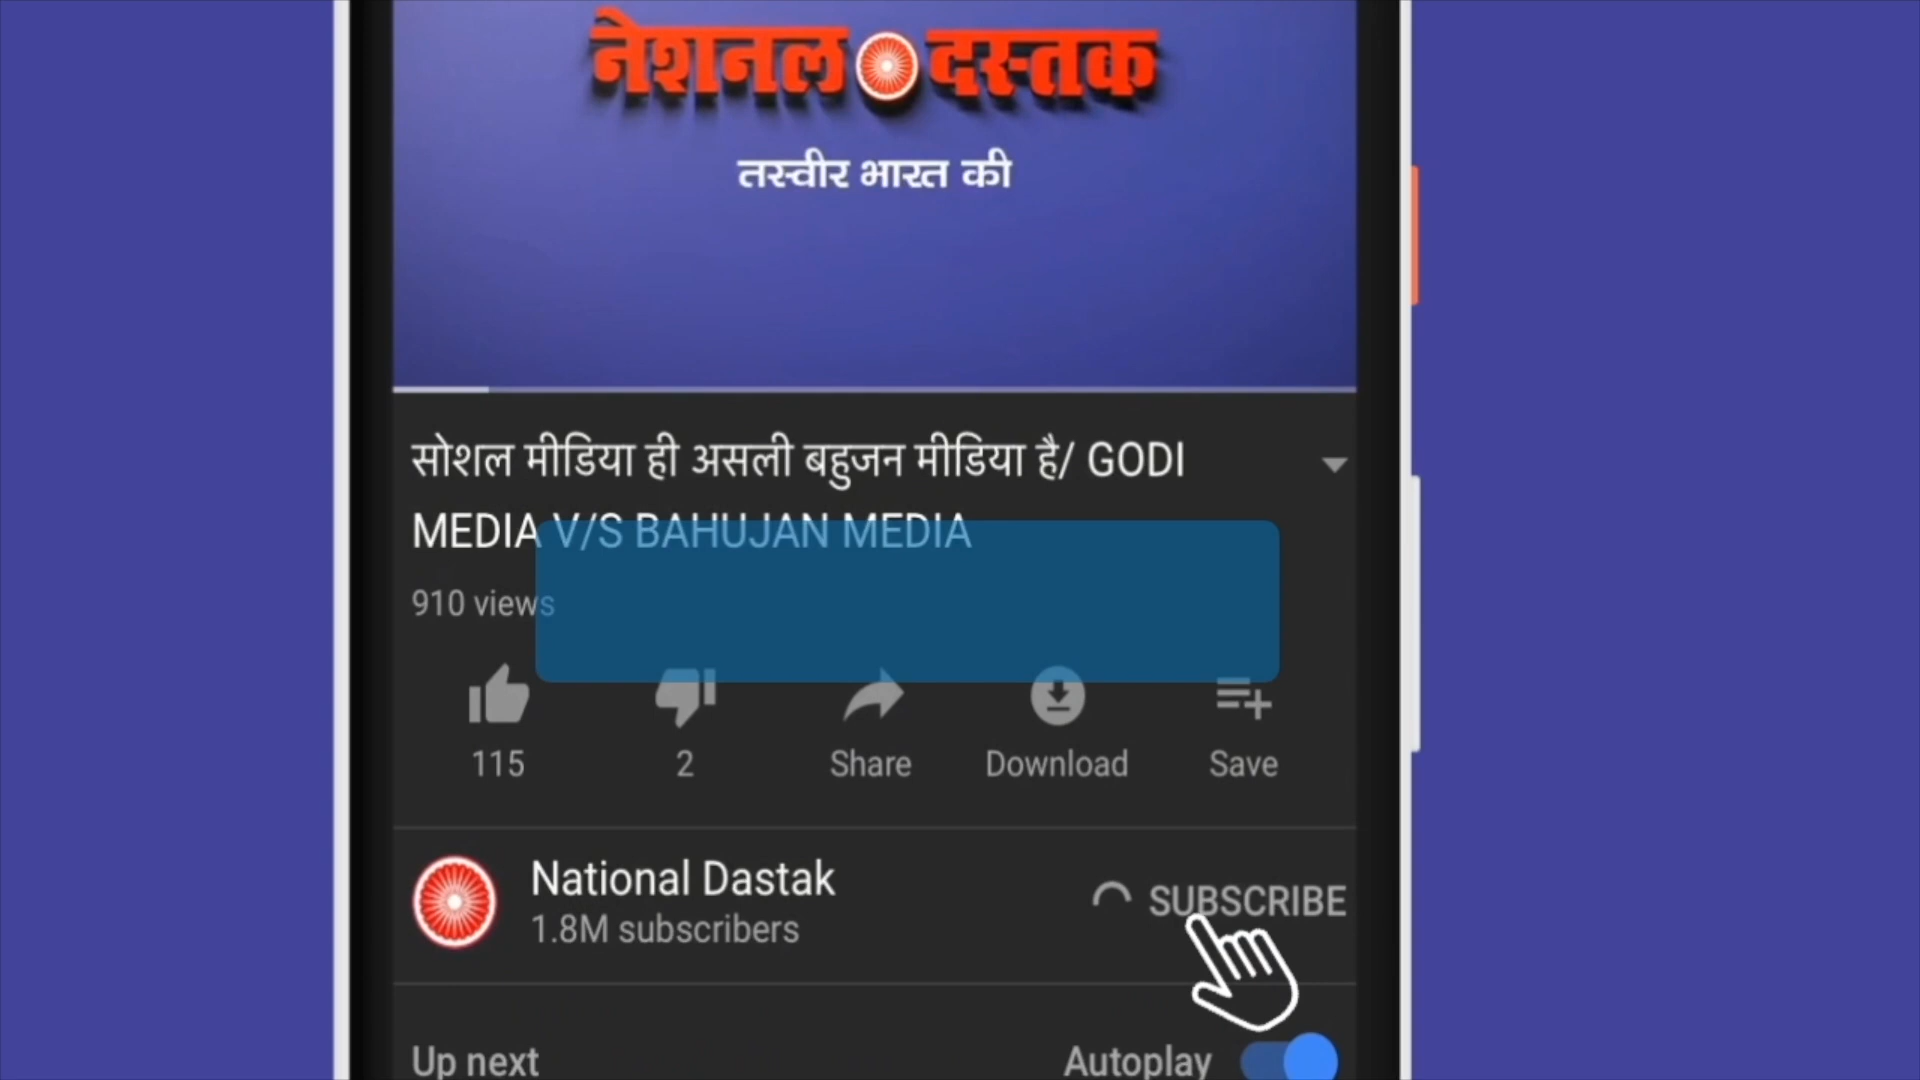 नेशनल दस्तक
तस्वीर भारत की
सोशल मीडिया ही असली बहुजन मीडिया है/ GODI
MEDIA V/S BAHUJAN MEDIA
910 views
115
2
Share
Download
Save
National Dastak
1.8M subscribers
SUBSCRIBE
Up next
Autoplay